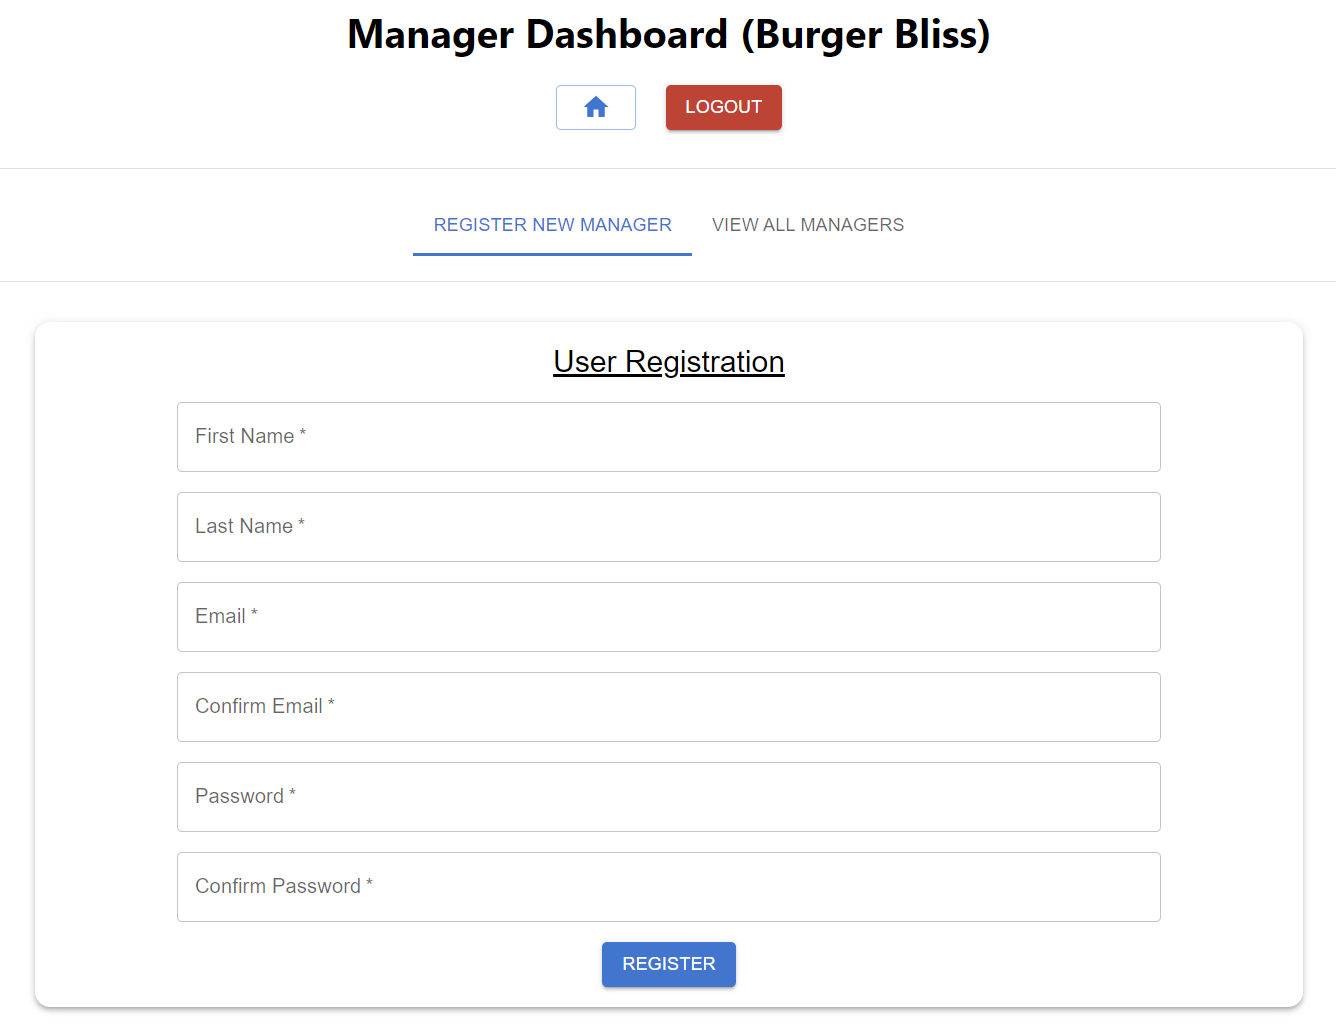 Manager Dashboard (Burger Bliss)
LOGOUT
REGISTER NEW MANAGER VIEW ALL MANAGERS
User Registration
First Name *
Last Name *
Email *
Confirm Email *
Password *
Confirm Password *
REGISTER